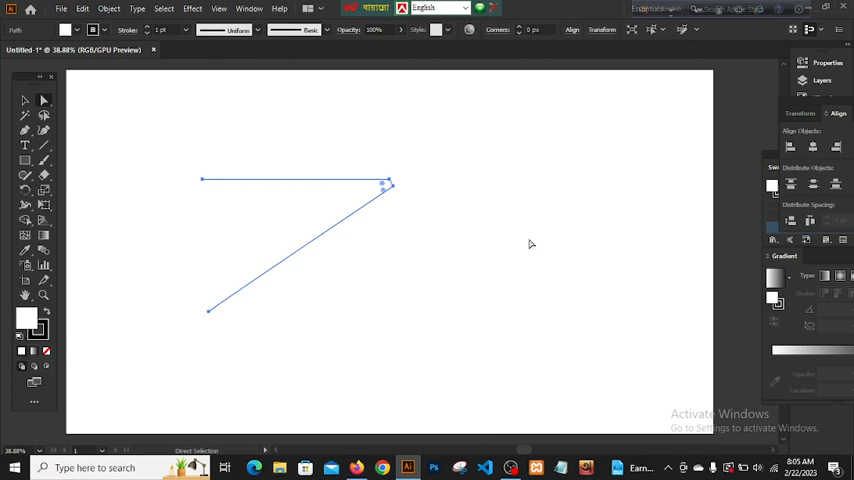 বায়ান্নো
English
File Edit Object Type Select Effect View Window Help
Essentials
Path
Stroke: 1 pt Uniform Basic Opacity: 100% Style: Corners: 0 px Align Transform
Untitled-1* @ 38.88% (RGB/GPU Preview)
Properties
Layers
Transform Align
Align Objects:
Distribute Objects:
Distribute Spacing:
Gradient
Type:
Activate Windows
Go to Settings to activate Windows.
38.88% 1 Direct Selection
Type here to search
Earn...
8:05 AM
2/22/2023